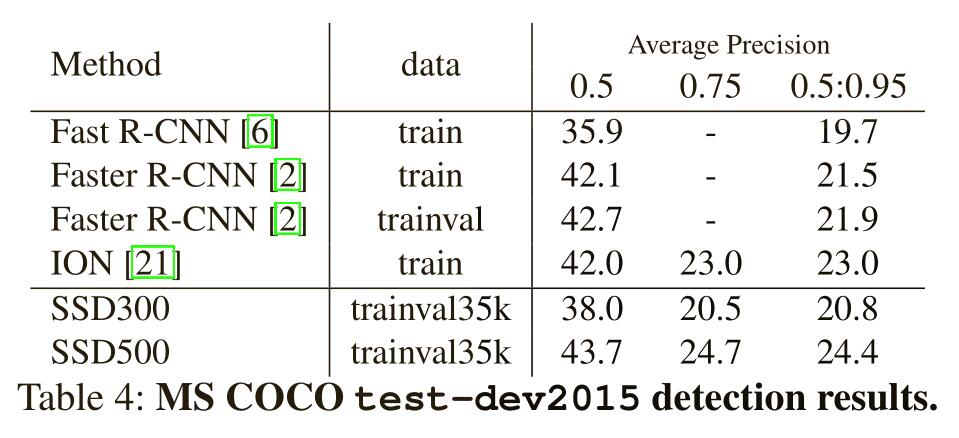 Method data Average Precision
0.5 0.75 0.5:0.95
Fast R-CNN [6] train 35.9 - 19.7
Faster R-CNN [2] train 42.1 - 21.5
Faster R-CNN [2] trainval 42.7 - 21.9
ION [21] train 42.0 23.0 23.0
SSD300 trainval35k 38.0 20.5 20.8
SSD500 trainval35k 43.7 24.7 24.4
Table 4: MS COCO test-dev2015 detection results.